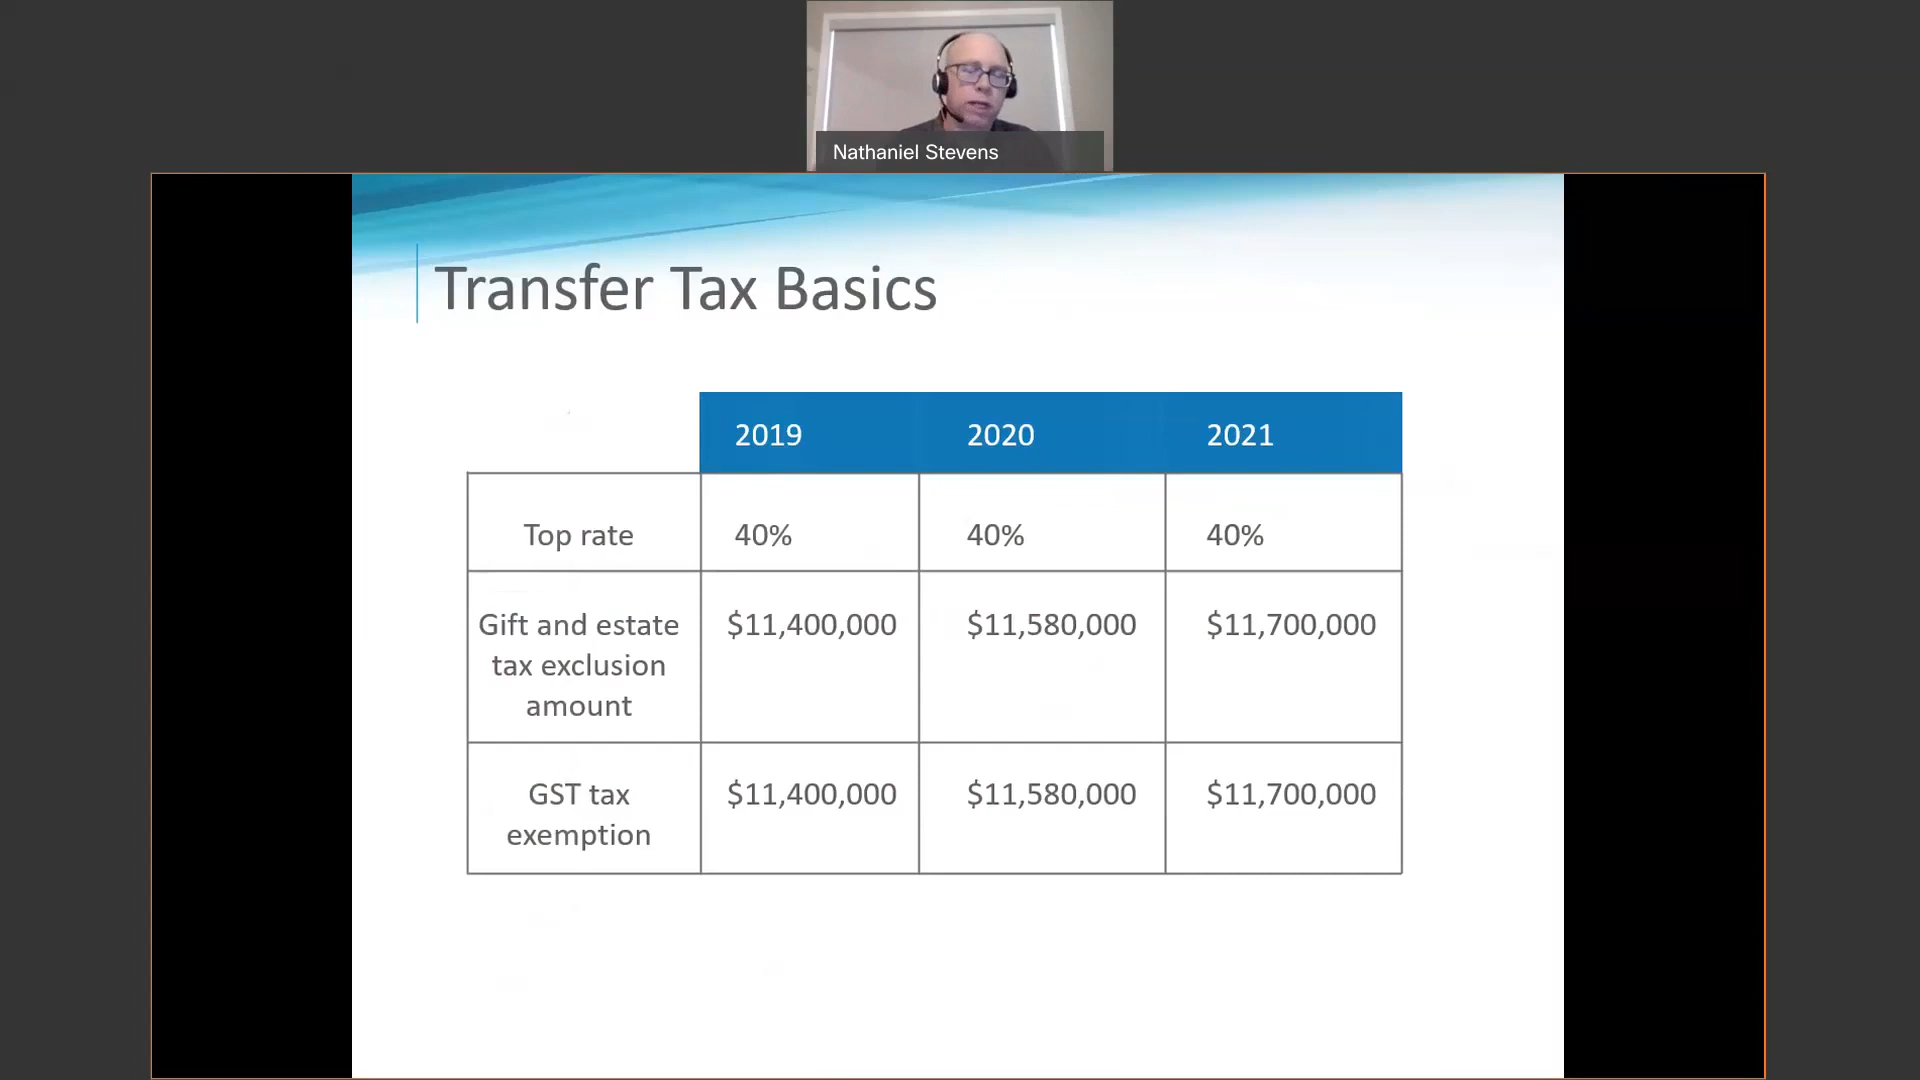 Nathaniel Stevens
Transfer Tax Basics
2019 2020 2021
Top rate 40% 40% 40%
Gift and estate $11,400,000 $11,580,000 $11,700,000
tax exclusion
amount
GST tax $11,400,000 $11,580,000 $11,700,000
exemption